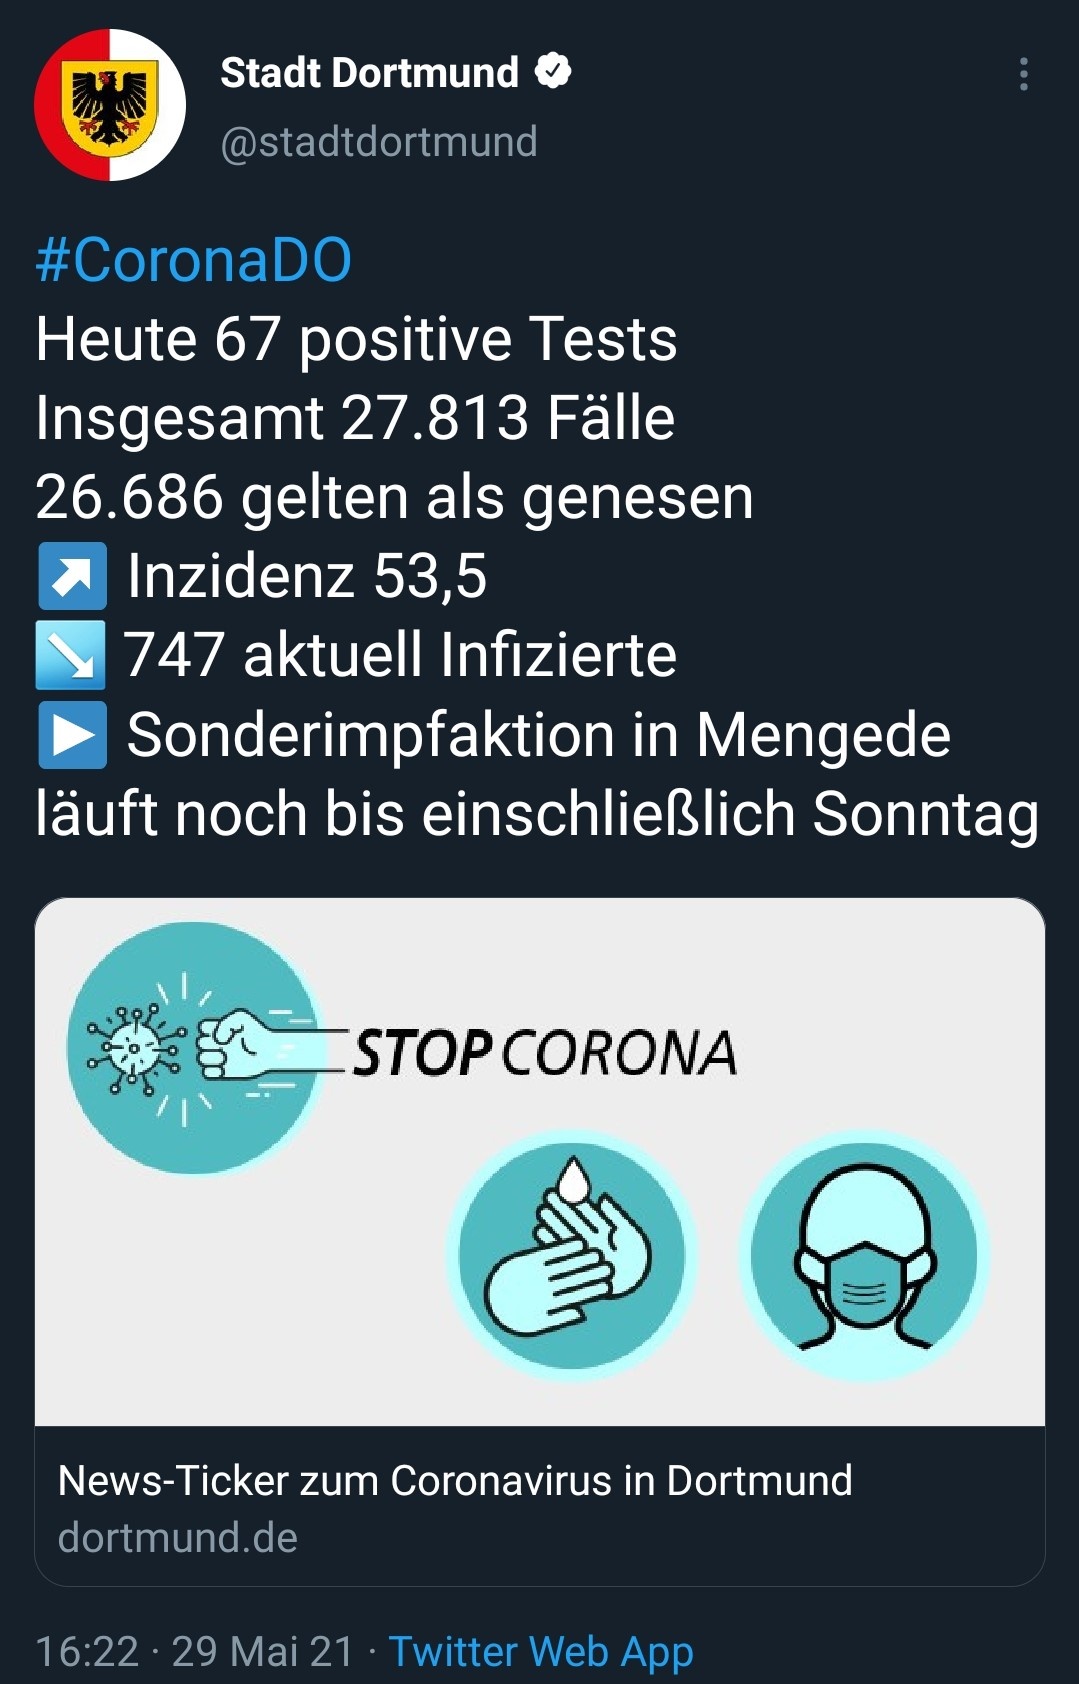 Stadt Dortmund
@stadtdortmund
#CoronaDO
Heute 67 positive Tests
Insgesamt 27.813 Fälle
26.686 gelten als genesen
↗️ Inzidenz 53,5
↘️ 747 aktuell Infizierte
▶️ Sonderimpfaktion in Mengede
läuft noch bis einschließlich Sonntag
STOP CORONA
News-Ticker zum Coronavirus in Dortmund
dortmund.de
16:22 · 29 Mai 21 · Twitter Web App